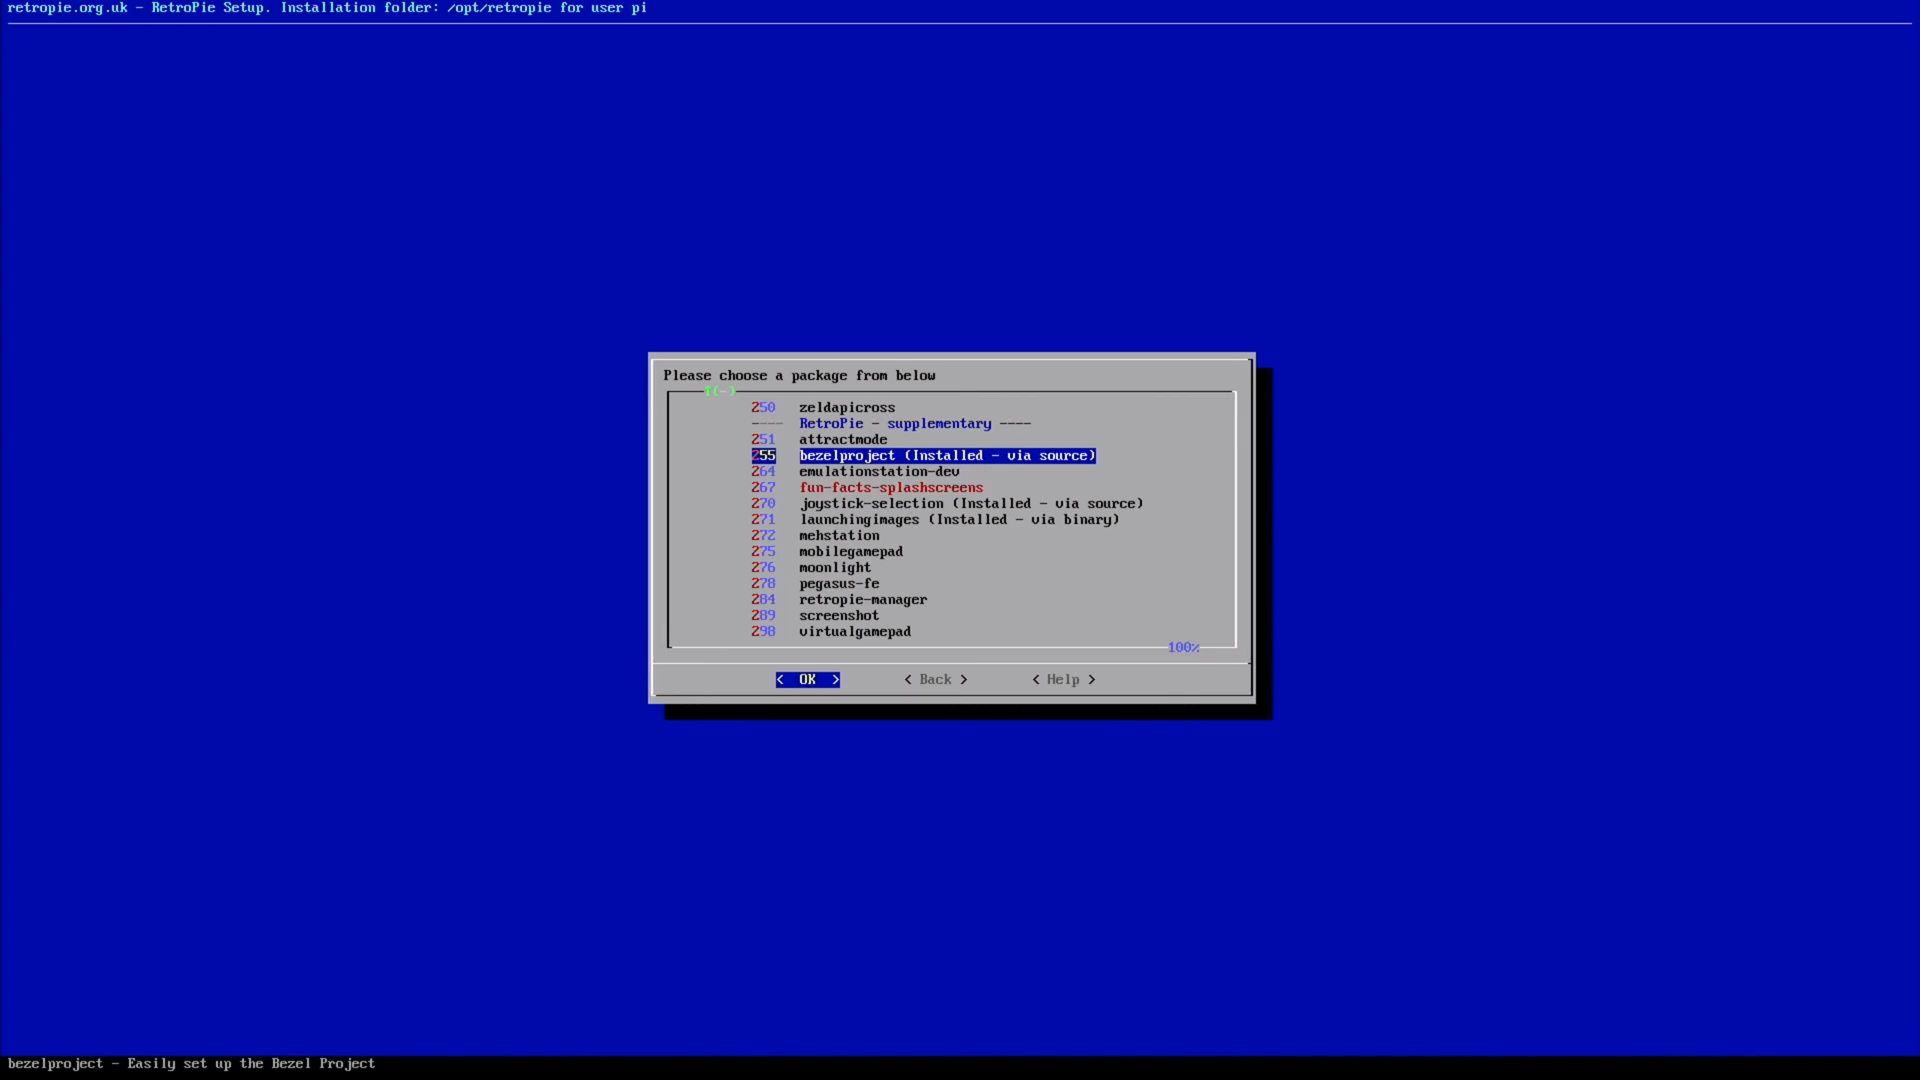 retropie.org.uk - RetroPie Setup. Installation folder: /opt/retropie for user pi
Please choose a package from below
↑(-)
250 zeldapicross
---- RetroPie - supplementary ----
251 attractmode
255 bezelproject (Installed - via source)
264 emulationstation-dev
267 fun-facts-splashscreens
270 joystick-selection (Installed - via source)
271 launchingimages (Installed - via binary)
272 mehstation
275 mobilegamepad
276 moonlight
278 pegasus-fe
284 retropie-manager
289 screenshot
298 virtualgamepad
100%
< OK > < Back > < Help >
bezelproject - Easily set up the Bezel Project